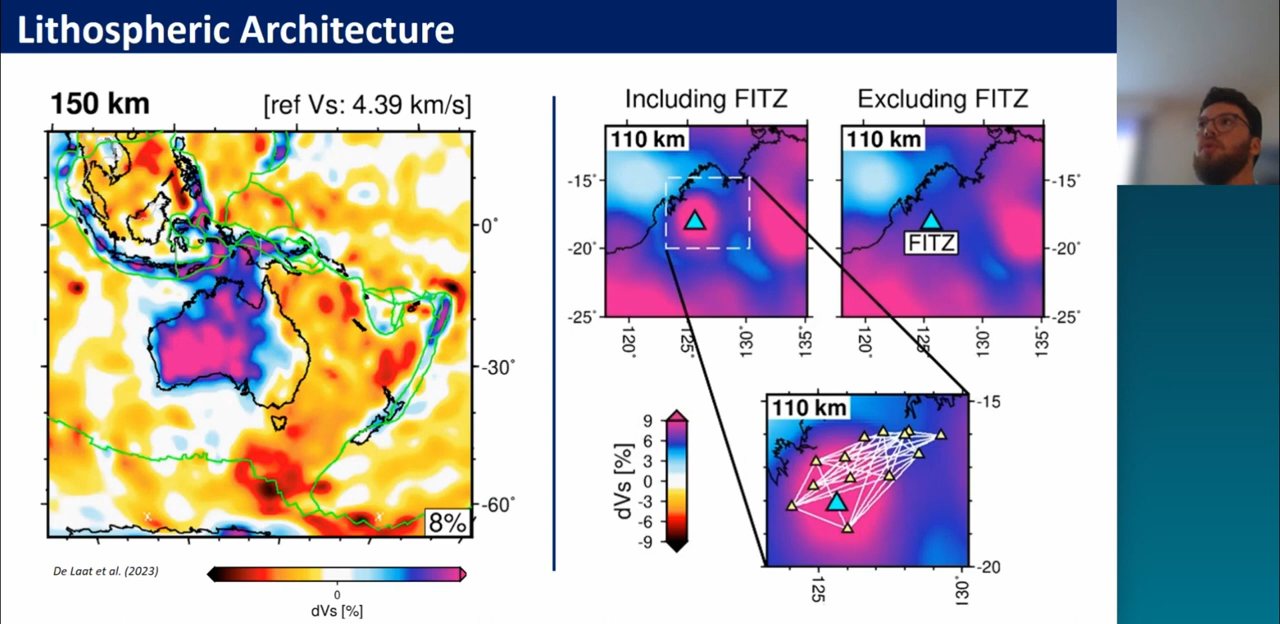 Lithospheric Architecture
150 km
[ref Vs: 4.39 km/s]
0°
-30°
-60°
8%
De Laat et al. (2023)
0
dVs [%]
Including FITZ
110 km
-15°
-20°
-25°
120°
125°
130°
135°
Excluding FITZ
110 km
FITZ
-15°
-20°
-25°
120°
125°
130°
135°
9
6
3
0
-3
-6
-9
dVs [%]
110 km
-15
-20
125
130°